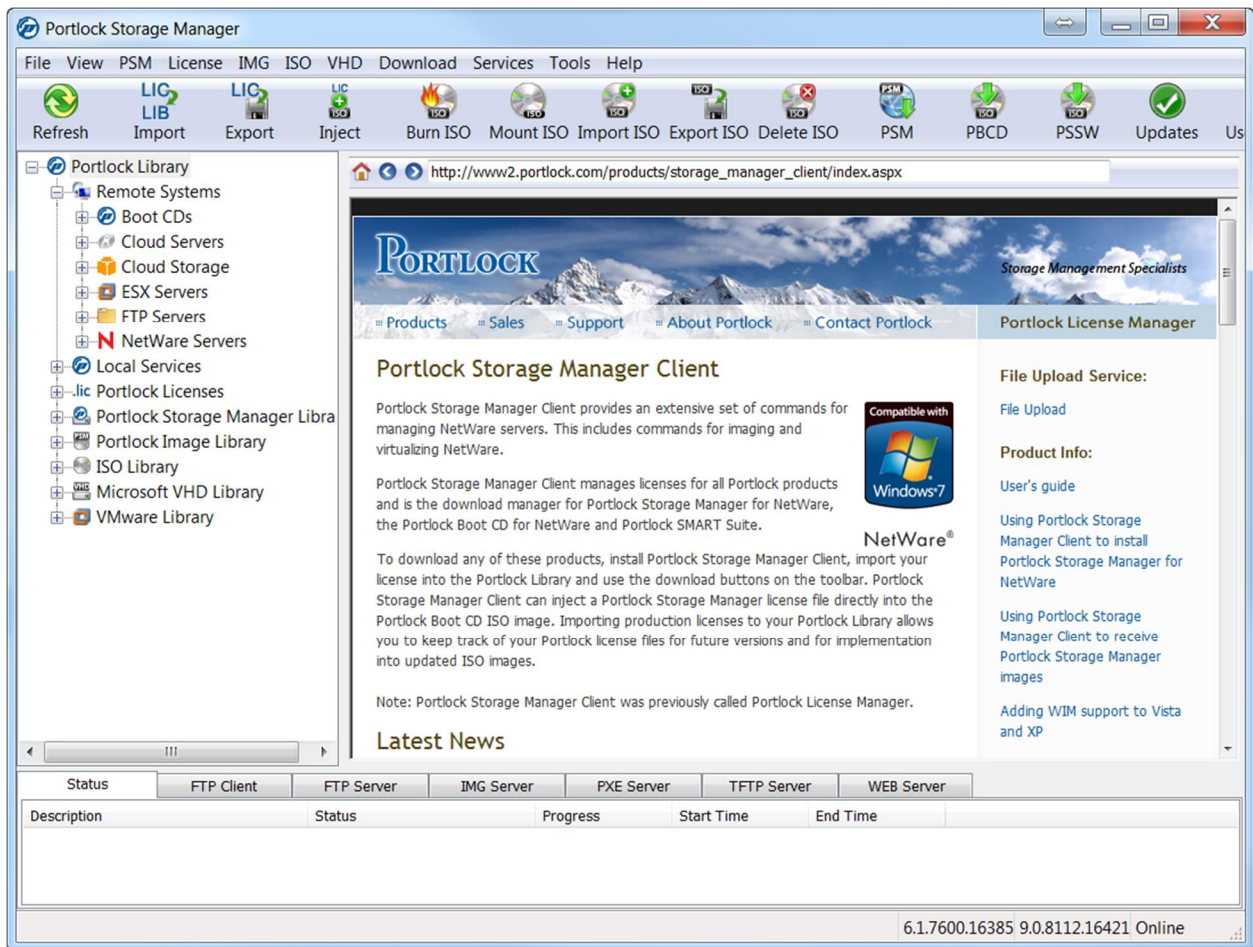 Portlock Storage Manager
File View PSM License IMG ISO VHD Download Services Tools Help
LIC LIB LIC LIC ISO ISO ISO ISO ISO ISO PSM ISO ISO
Refresh Import Export Inject Burn ISO Mount ISO Import ISO Export ISO Delete ISO PSM PBCD PSSW Updates Us
Portlock Library
Remote Systems
Boot CDs
Cloud Servers
Cloud Storage
ESX Servers
FTP Servers
NetWare Servers
Local Services
.lic Portlock Licenses
Portlock Storage Manager Libra
Portlock Image Library
ISO Library
Microsoft VHD Library
VMware Library
http://www2.portlock.com/products/storage_manager_client/index.aspx
PORTLOCK
Storage Management Specialists
Products Sales Support About Portlock Contact Portlock
Portlock License Manager
Portlock Storage Manager Client
Portlock Storage Manager Client provides an extensive set of commands for
managing NetWare servers. This includes commands for imaging and
virtualizing NetWare.
Portlock Storage Manager Client manages licenses for all Portlock products
and is the download manager for Portlock Storage Manager for NetWare,
the Portlock Boot CD for NetWare and Portlock SMART Suite.
Compatible with
Windows 7
NetWare®
To download any of these products, install Portlock Storage Manager Client, import your
license into the Portlock Library and use the download buttons on the toolbar. Portlock
Storage Manager Client can inject a Portlock Storage Manager license file directly into the
Portlock Boot CD ISO image. Importing production licenses to your Portlock Library allows
you to keep track of your Portlock license files for future versions and for implementation
into updated ISO images.
Note: Portlock Storage Manager Client was previously called Portlock License Manager.
Latest News
File Upload Service:
File Upload
Product Info:
User's guide
Using Portlock Storage
Manager Client to install
Portlock Storage Manager for
NetWare
Using Portlock Storage
Manager Client to receive
Portlock Storage Manager
images
Adding WIM support to Vista
and XP
Status FTP Client FTP Server IMG Server PXE Server TFTP Server WEB Server
Description Status Progress Start Time End Time
6.1.7600.16385 9.0.8112.16421 Online